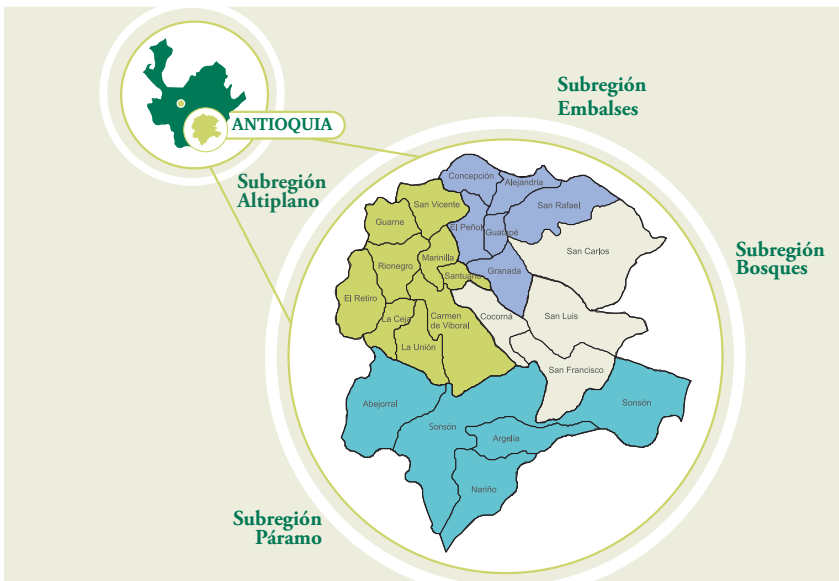 Subregión
Embalses
ANTIOQUIA
Subregión
Altiplano
Concepción
Alejandría
San Vicente
San Rafael
Guarne
El Peñol
Guatapé
Subregión
Bosques
San Carlos
Marinilla
Rionegro
Santuario
Granada
El Retiro
La Ceja
Carmen
de Viboral
Cocorná
San Luis
La Unión
San Francisco
Abejorral
Sonsón
Sonsón
Argelia
Nariño
Subregión
Páramo